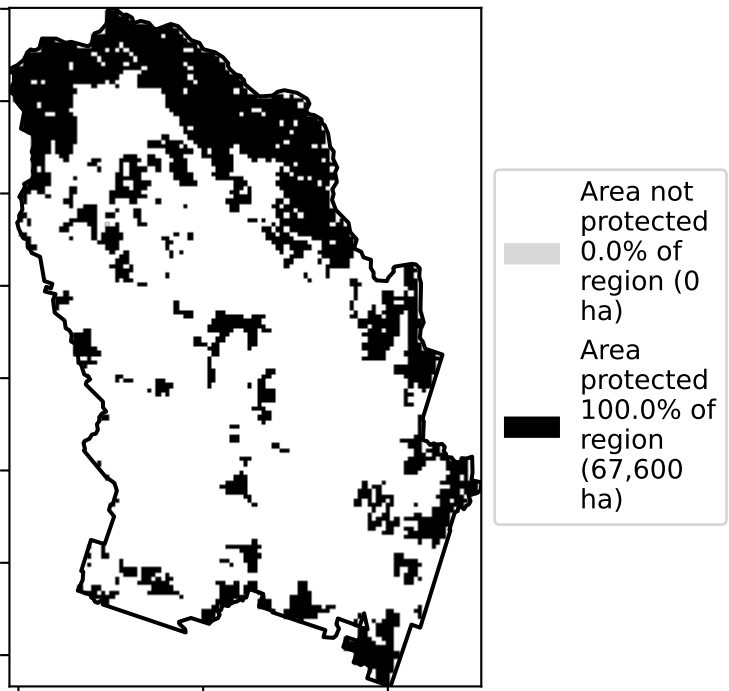 Area not
protected
0.0% of
region (0
ha)
Area
protected
100.0% of
region
(67,600
ha)